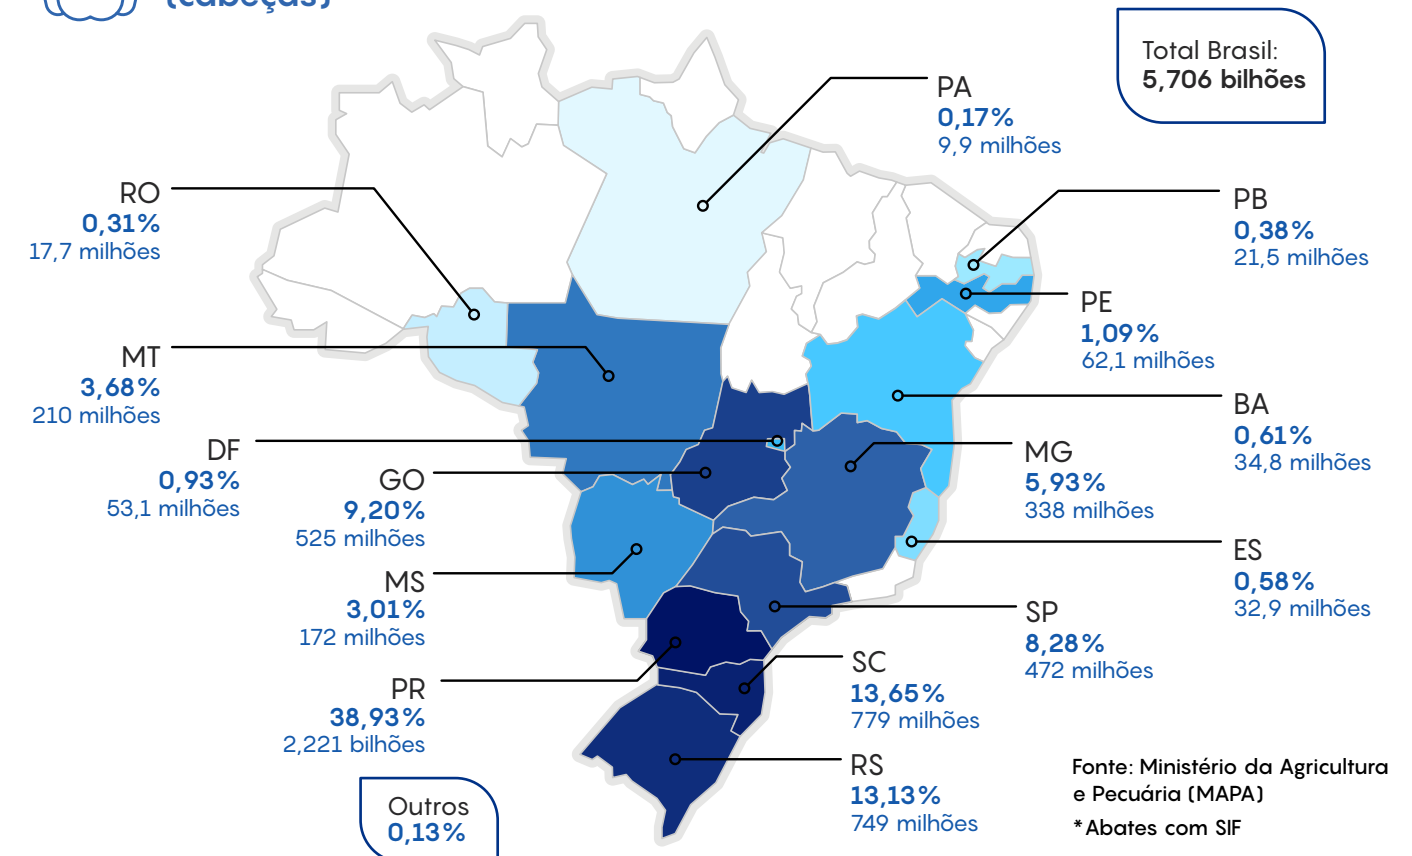 (cabeças)
Total Brasil:
5,706 bilhões
PA
0,17%
9,9 milhões
RO
0,31%
17,7 milhões
PB
0,38%
21,5 milhões
PE
1,09%
62,1 milhões
MT
3,68%
210 milhões
BA
0,61%
34,8 milhões
DF
0,93%
53,1 milhões
GO
9,20%
525 milhões
MG
5,93%
338 milhões
ES
0,58%
32,9 milhões
MS
3,01%
172 milhões
SP
8,28%
472 milhões
SC
13,65%
779 milhões
PR
38,93%
2,221 bilhões
RS
13,13%
749 milhões
Outros
0,13%
Fonte: Ministério da Agricultura
e Pecuária (MAPA)
*Abates com SIF